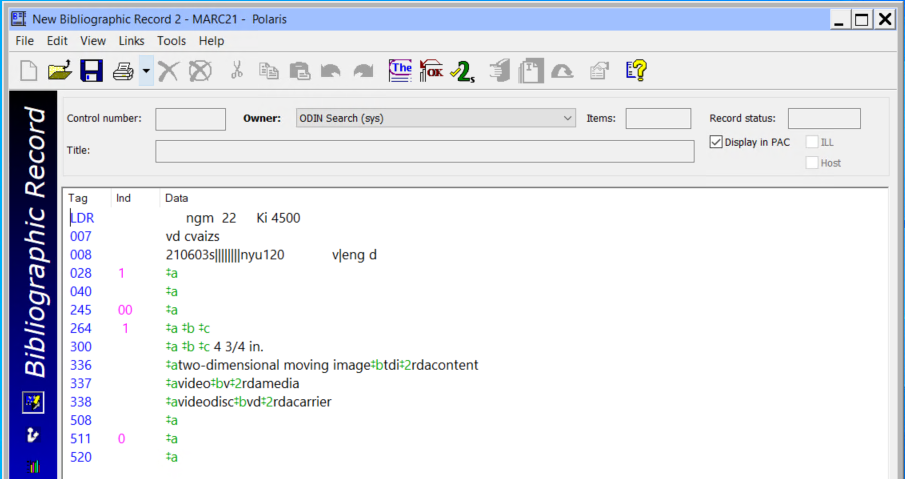 New Bibliographic Record 2 - MARC21 - Polaris
File Edit View Links Tools Help
The OK 2s
Control number: Owner: ODIN Search (sys) Items: Record status:
Display in PAC ILL
Title:
Host
Bibliographic Record
Tag Ind Data
LDR ngm 22 Ki 4500
007 vd cvaizs
008 210603s||||||||nyu120 v|eng d
028 1 ‡a
040 ‡a
245 00 ‡a
264 1 ‡a ‡b ‡c
300 ‡a ‡b ‡c 4 3/4 in.
336 ‡atwo-dimensional moving image‡btdi‡2rdacontent
337 ‡avideo‡bv‡2rdamedia
338 ‡avideodisc‡bvd‡2rdacarrier
508 ‡a
511 0 ‡a
520 ‡a